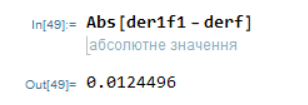 In[49]:= Abs[der1f1 - derf]
абсолютне значення
Out[49]= 0.0124496